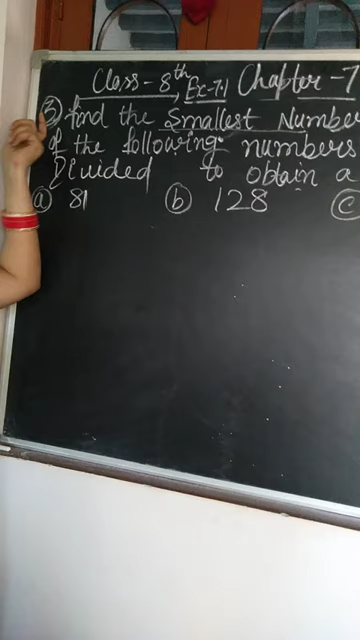 Class-8th, Ex-7.1 Chapter-7
③ find the Smallest Number
of the following numbers
Divided to obtain a
ⓐ 81 ⓑ 128 ⓒ